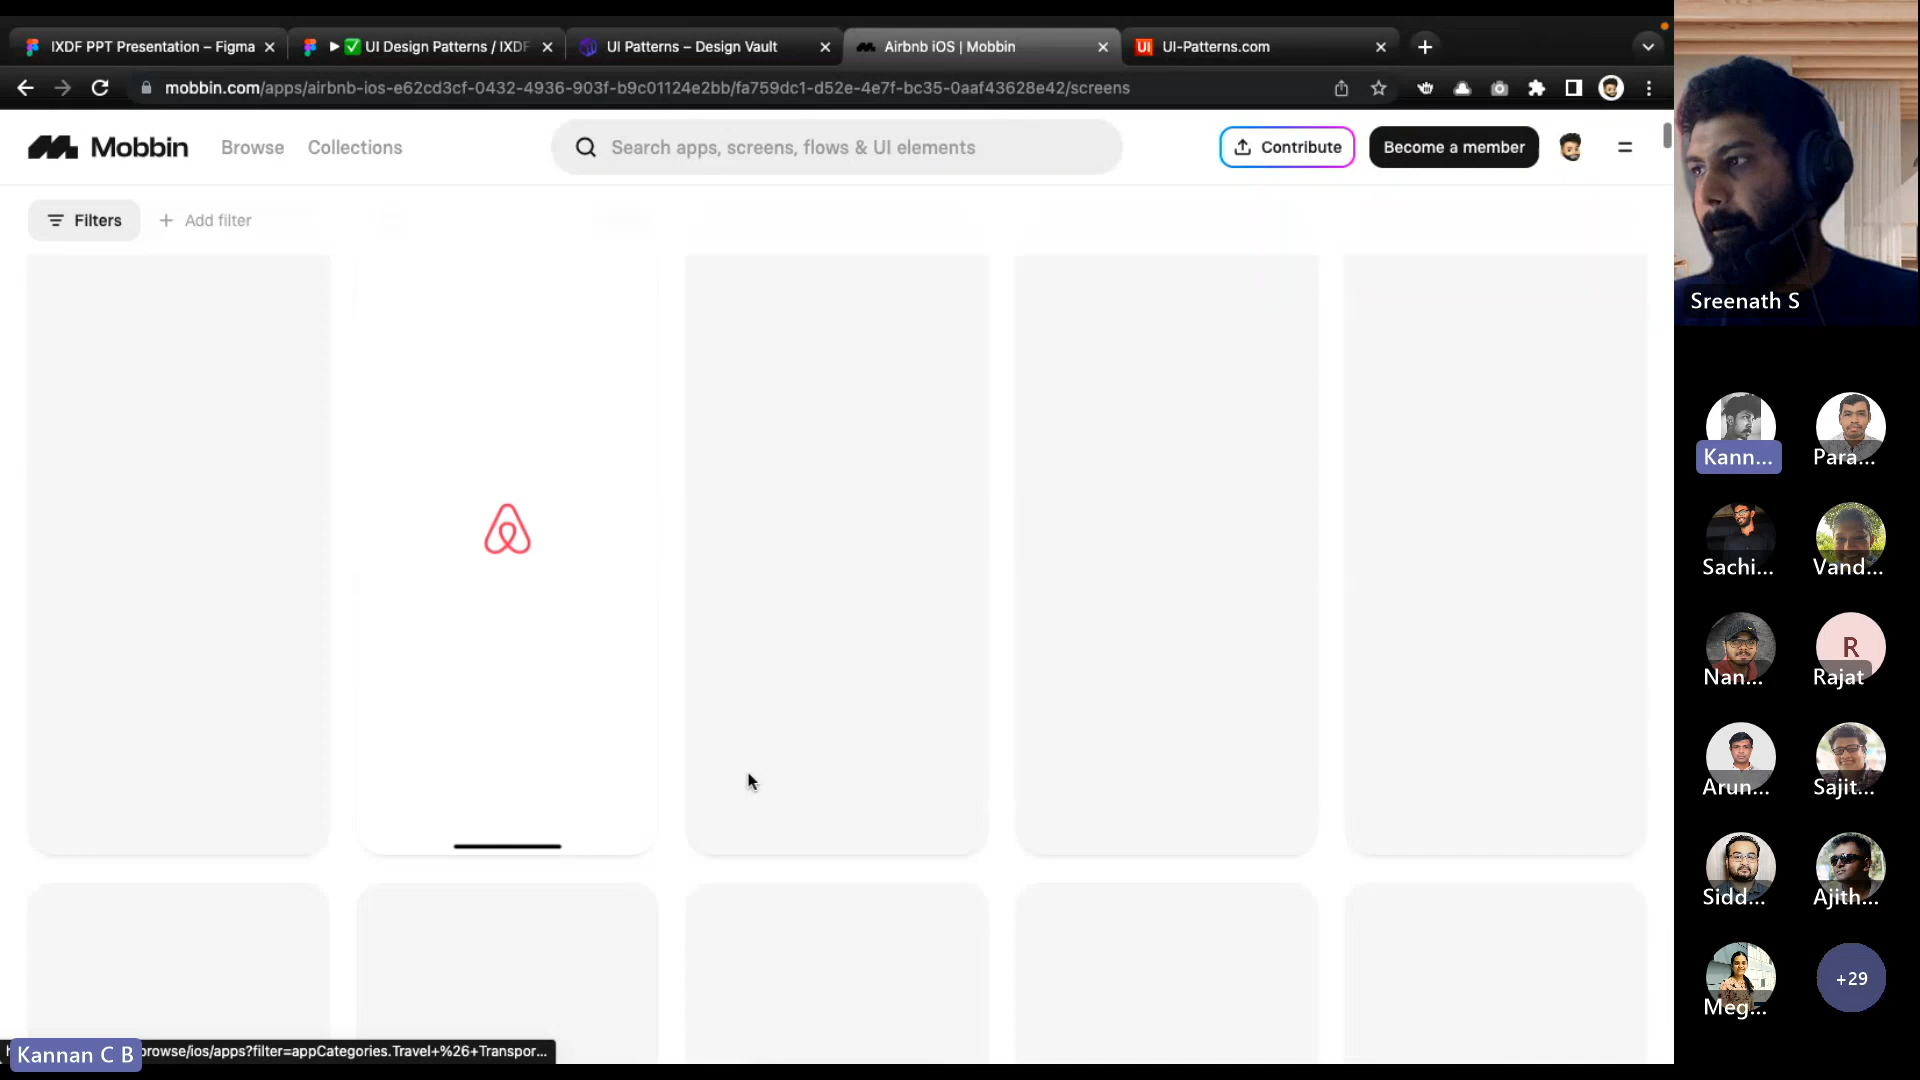 IXDF PPT Presentation – Figma
▶ ✅ UI Design Patterns / IXDF
UI Patterns – Design Vault
Airbnb iOS | Mobbin
UI UI-Patterns.com
mobbin.com/apps/airbnb-ios-e62cd3cf-0432-4936-903f-b9c01124e2bb/fa759dc1-d52e-4e7f-bc35-0aaf43628e42/screens
Mobbin
Browse
Collections
Search apps, screens, flows & UI elements
Contribute
Become a member
Filters
+ Add filter
Sreenath S
Kann...
Para...
Sachi...
Vand...
Nan...
R
Rajat
Arun...
Sajit...
Sidd...
Ajith...
Meg...
+29
Kannan C B
browse/ios/apps?filter=appCategories.Travel+%26+Transpor...